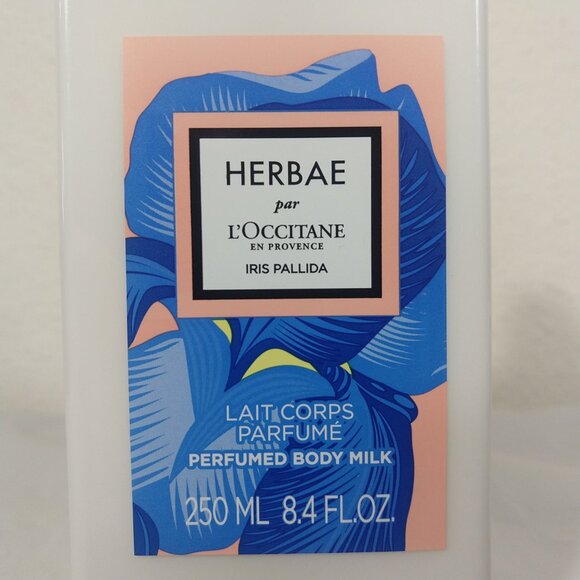 HERBAE
par
L'OCCITANE
EN PROVENCE
IRIS PALLIDA
LAIT CORPS
PARFUMÉ
PERFUMED BODY MILK
250 ML 8.4 FL.OZ.